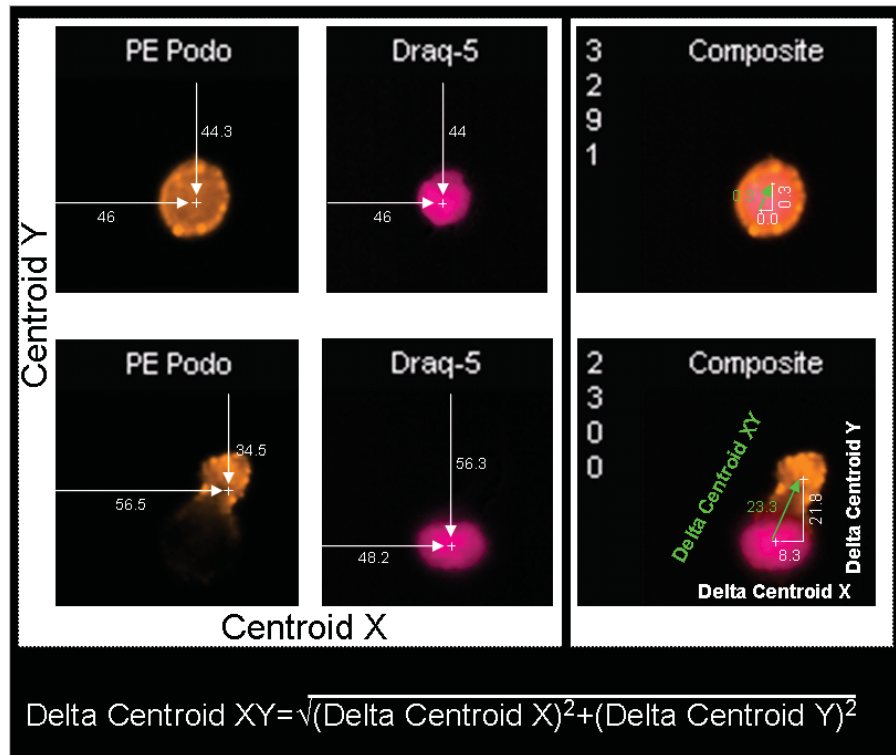 PE Podo
44.3
46
Draq-5
44
46
3
2
9
1
Composite
0.3
0.3
0.0
Centroid Y
PE Podo
34.5
56.5
Draq-5
56.3
48.2
2
3
0
0
Composite
Delta Centroid XY
23.3
21.8
8.3
Delta Centroid Y
Delta Centroid X
Centroid X
Delta Centroid XY=√(Delta Centroid X)²+(Delta Centroid Y)²